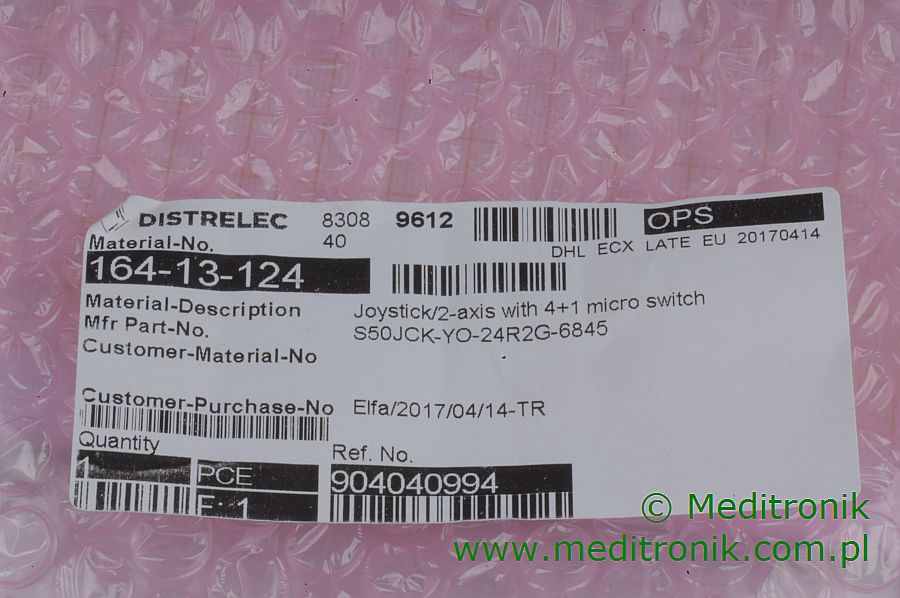 DISTRELEC 8308 9612 OPS
40 DHL ECX LATE EU 20170414
Material-No.
164-13-124
Material-Description Joystick/2-axis with 4+1 micro switch
Mfr Part-No. S50JCK-YO-24R2G-6845
Customer-Material-No
Customer-Purchase-No Elfa/2017/04/14-TR
Quantity Ref. No.
1 PCE 904040994
F: 1
© Meditronik
www.meditronik.com.pl